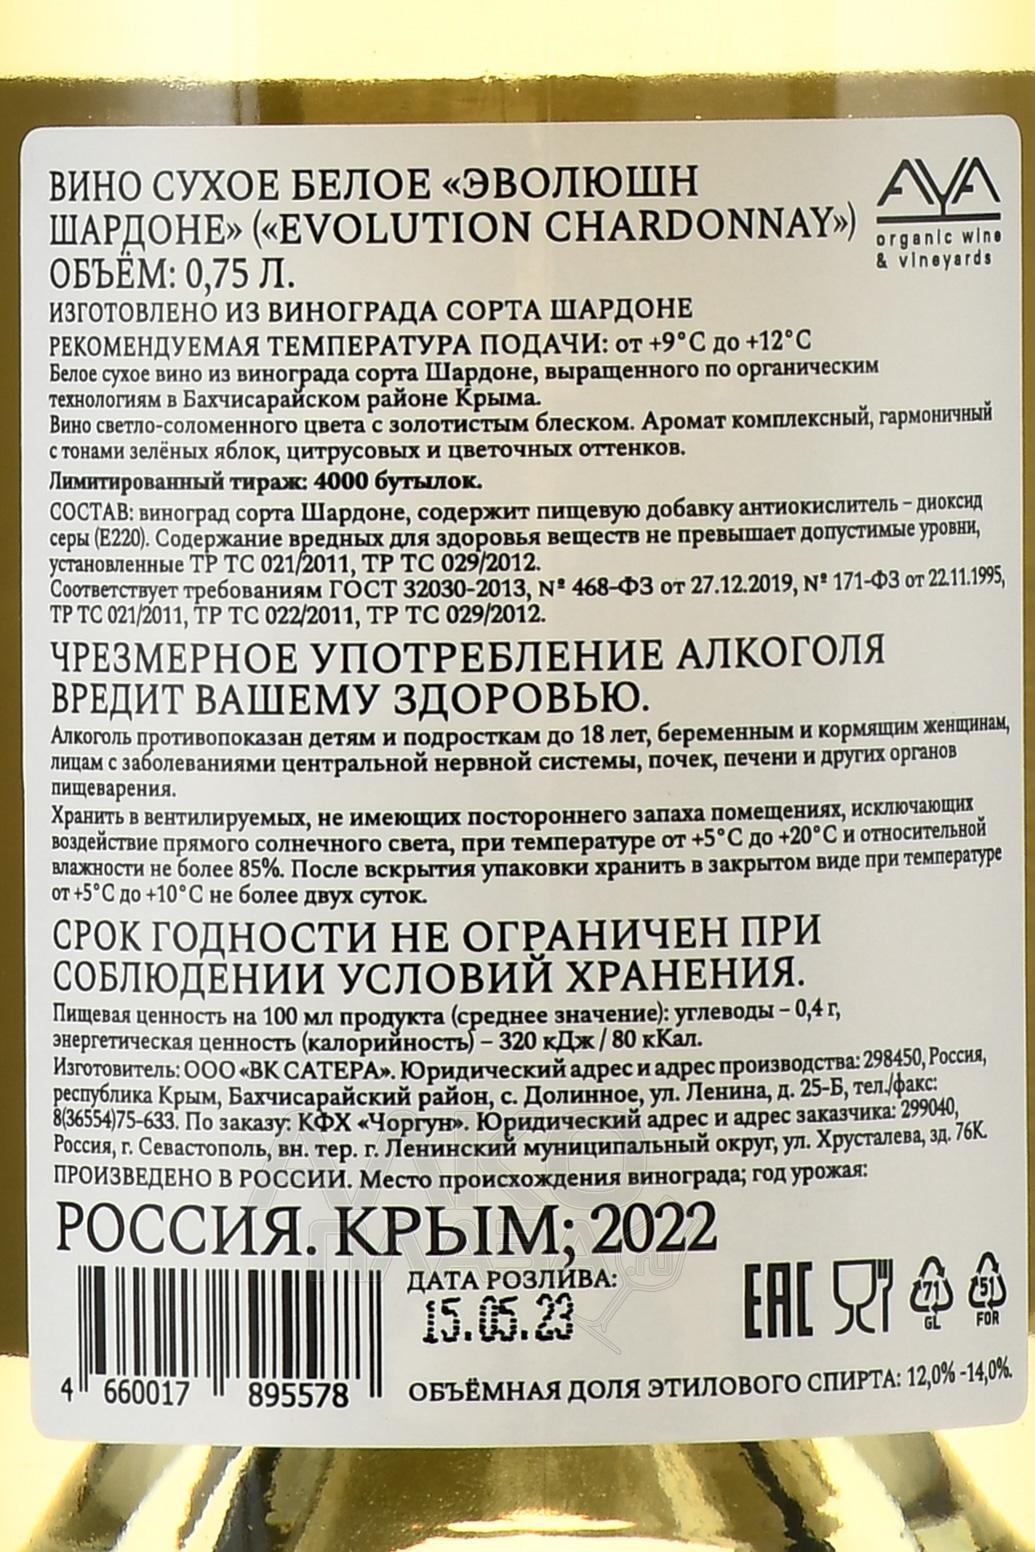 ВИНО СУХОЕ БЕЛОЕ «ЭВОЛЮШН
ШАРДОНЕ» («EVOLUTION CHARDONNAY»)
ОБЪЁМ: 0,75 Л.
AYA
organic wine
& vineyards
ИЗГОТОВЛЕНО ИЗ ВИНОГРАДА СОРТА ШАРДОНЕ
РЕКОМЕНДУЕМАЯ ТЕМПЕРАТУРА ПОДАЧИ: от +9°С до +12°С
Белое сухое вино из винограда сорта Шардоне, выращенного по органическим
технологиям в Бахчисарайском районе Крыма.
Вино светло-соломенного цвета с золотистым блеском. Аромат комплексный, гармоничный
с тонами зелёных яблок, цитрусовых и цветочных оттенков.
Лимитированный тираж: 4000 бутылок.
СОСТАВ: виноград сорта Шардоне, содержит пищевую добавку антиокислитель – диоксид
серы (Е220). Содержание вредных для здоровья веществ не превышает допустимые уровни,
установленные ТР ТС 021/2011, ТР ТС 029/2012.
Соответствует требованиям ГОСТ 32030-2013, № 468-ФЗ от 27.12.2019, № 171-ФЗ от 22.11.1995,
ТР ТС 021/2011, ТР ТС 022/2011, ТР ТС 029/2012.
ЧРЕЗМЕРНОЕ УПОТРЕБЛЕНИЕ АЛКОГОЛЯ
ВРЕДИТ ВАШЕМУ ЗДОРОВЬЮ.
Алкоголь противопоказан детям и подросткам до 18 лет, беременным и кормящим женщинам,
лицам с заболеваниями центральной нервной системы, почек, печени и других органов
пищеварения.
Хранить в вентилируемых, не имеющих постороннего запаха помещениях, исключающих
воздействие прямого солнечного света, при температуре от +5°С до +20°С и относительной
влажности не более 85%. После вскрытия упаковки хранить в закрытом виде при температуре
от +5°С до +10°С не более двух суток.
СРОК ГОДНОСТИ НЕ ОГРАНИЧЕН ПРИ
СОБЛЮДЕНИИ УСЛОВИЙ ХРАНЕНИЯ.
Пищевая ценность на 100 мл продукта (среднее значение): углеводы – 0,4 г,
энергетическая ценность (калорийность) – 320 кДж / 80 кКал.
Изготовитель: ООО «ВК САТЕРА». Юридический адрес и адрес производства: 298450, Россия,
республика Крым, Бахчисарайский район, с. Долинное, ул. Ленина, д. 25-Б, тел./факс:
8(36554)75-633. По заказу: КФХ «Чоргун». Юридический адрес и адрес заказчика: 299040,
Россия, г. Севастополь, вн. тер. г. Ленинский муниципальный округ, ул. Хрусталева, зд. 76К.
ПРОИЗВЕДЕНО В РОССИИ. Место происхождения винограда; год урожая:
РОССИЯ. КРЫМ; 2022
ДАТА РОЗЛИВА:
15.05.23
EAC
71
GL
51
FOR
4 660017 895578
ОБЪЁМНАЯ ДОЛЯ ЭТИЛОВОГО СПИРТА: 12,0% -14,0%.